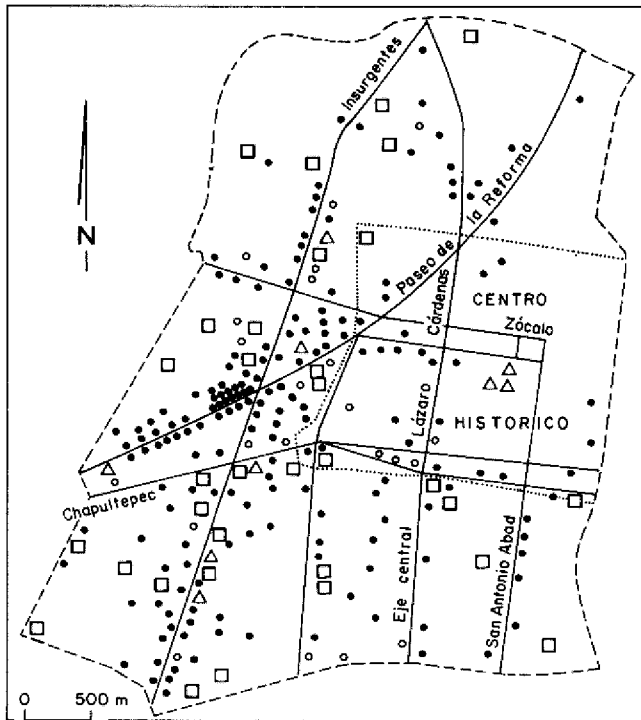 Insurgentes
Paseo de la Reforma
N
CENTRO
Zócalo
Cárdenas
Lázaro
HISTORICO
Chapultepec
Eje central
San Antonio Abad
0 500 m